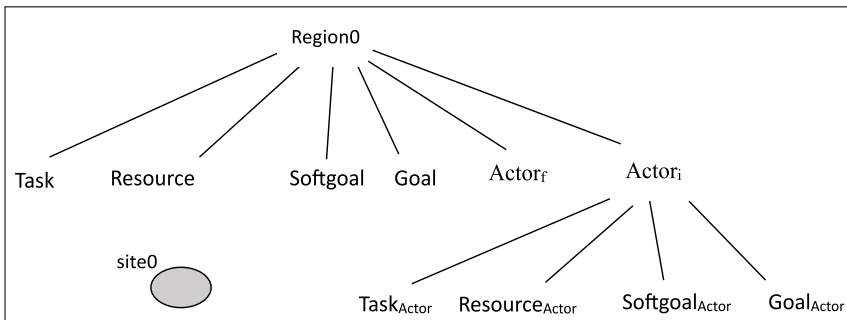 Region0
Task Resource Softgoal Goal Actorf Actori
site0
TaskActor ResourceActor SoftgoalActor GoalActor